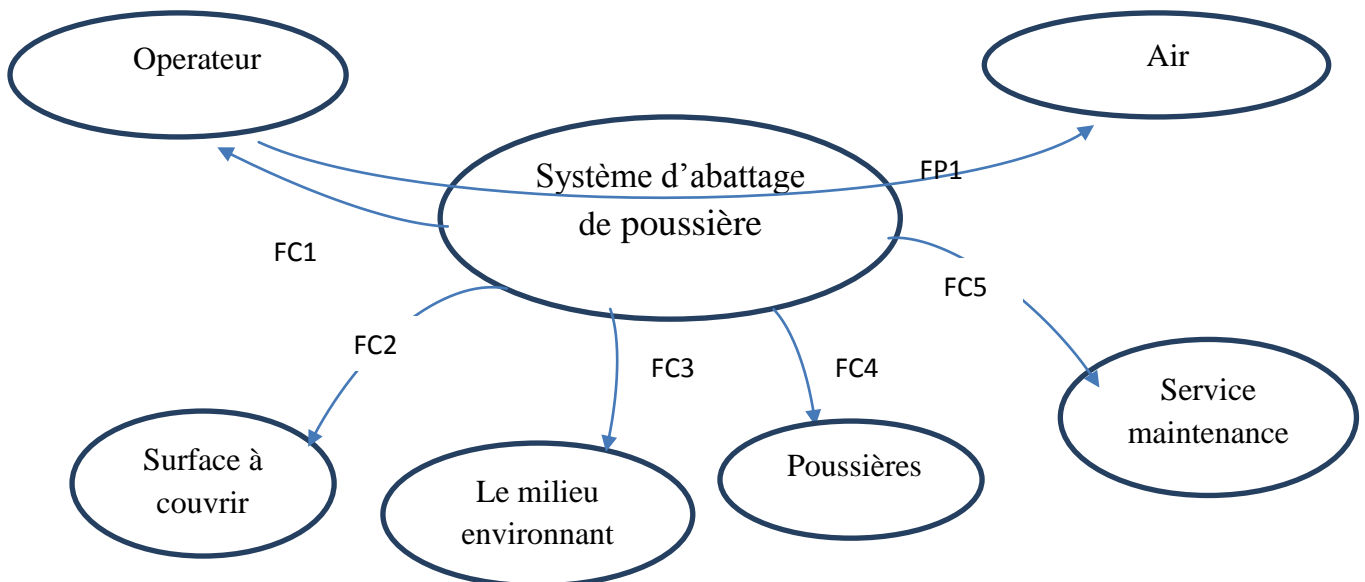 Operateur
Air
Système d’abattage
de poussière
FP1
FC1
FC5
FC2
FC3
FC4
Surface à
couvrir
Le milieu
environnant
Poussières
Service
maintenance